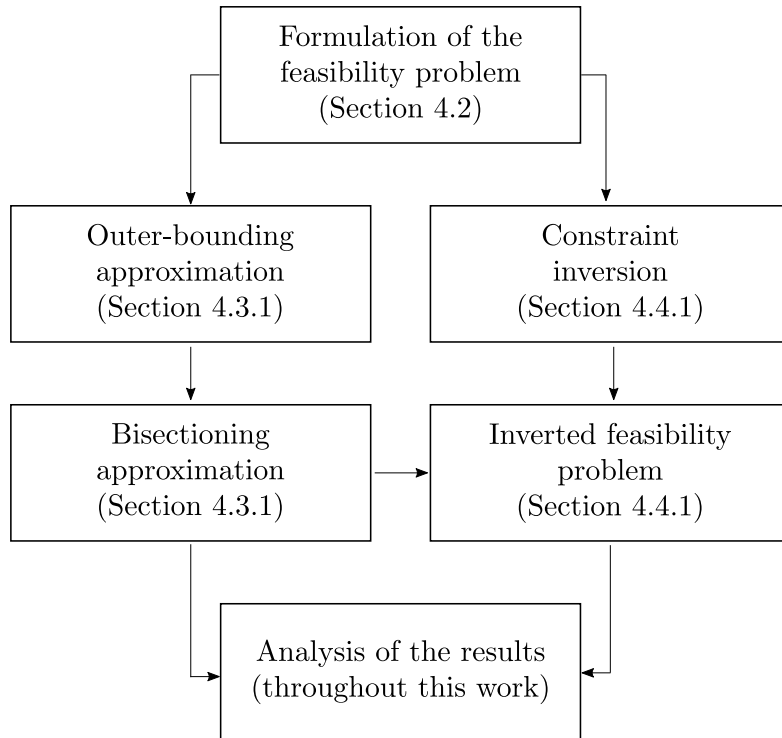 Formulation of the
feasibility problem
(Section 4.2)
Outer-bounding
approximation
(Section 4.3.1)
Constraint
inversion
(Section 4.4.1)
Bisectioning
approximation
(Section 4.3.1)
Inverted feasibility
problem
(Section 4.4.1)
Analysis of the results
(throughout this work)